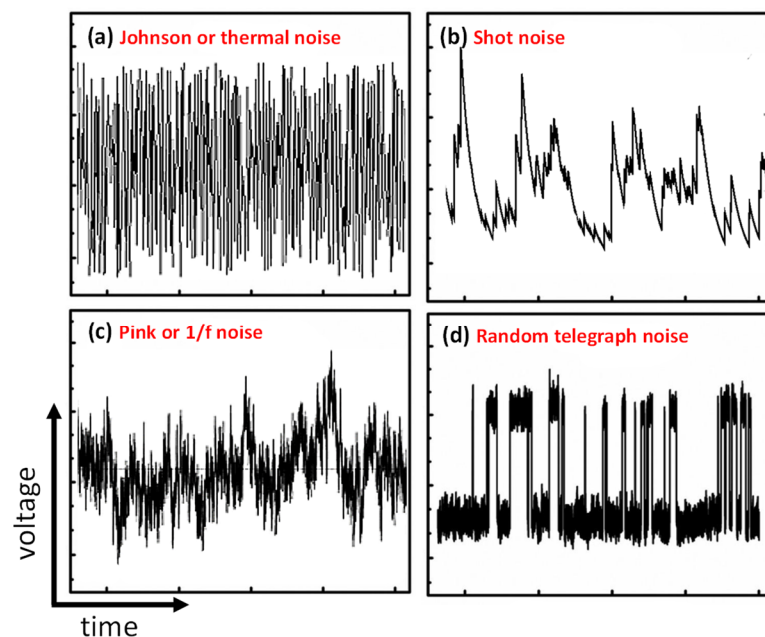 (a) Johnson or thermal noise
(b) Shot noise
(c) Pink or 1/f noise
(d) Random telegraph noise
voltage
time